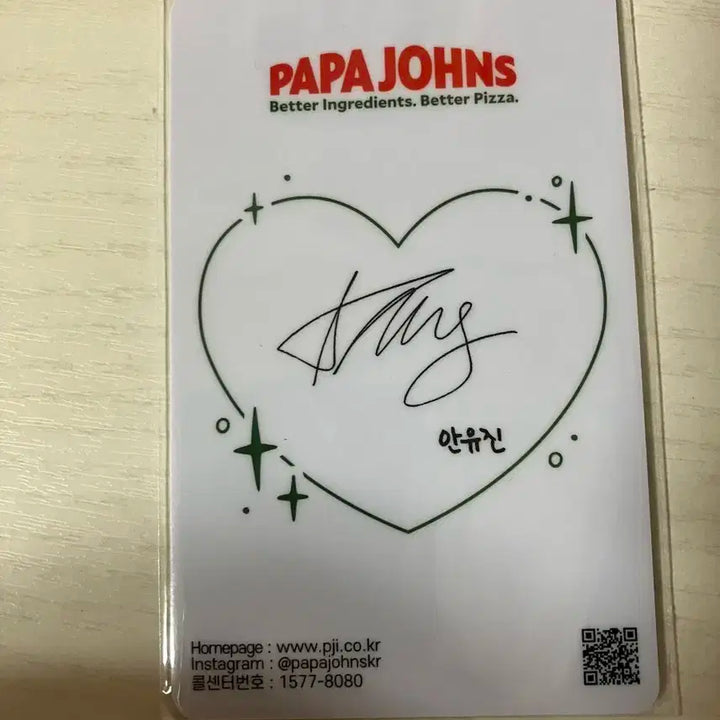 PAPA JOHNS
Better Ingredients. Better Pizza.
안유진
Homepage : www.pji.co.kr
Instagram : @papajohnskr
콜센터번호 : 1577-8080